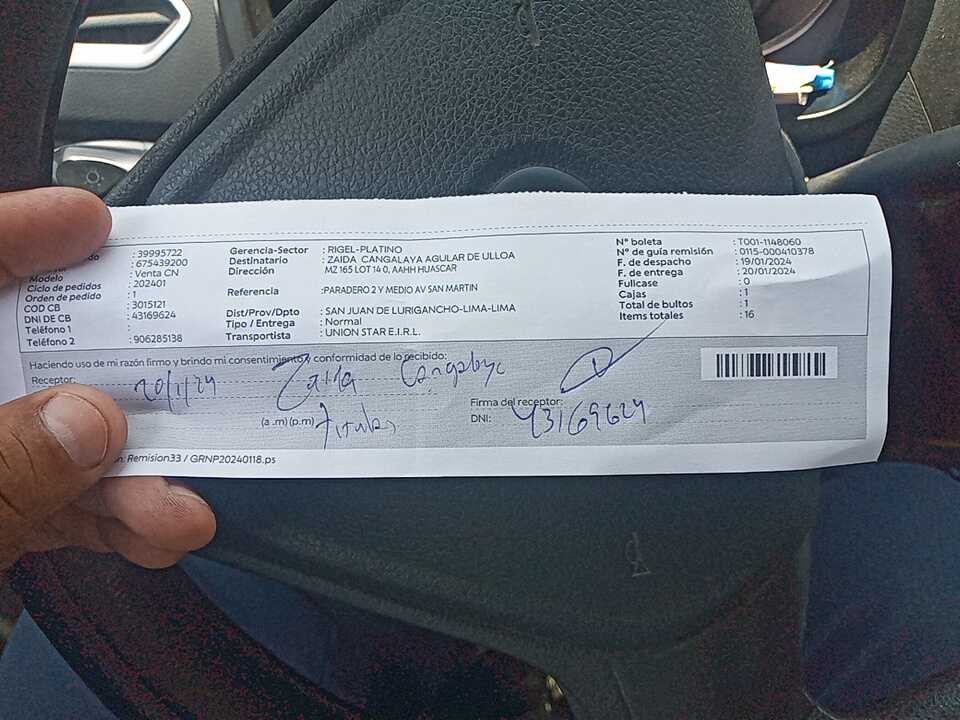 : 39995722
: 675439200
Modelo : Venta CN
Ciclo de pedidos : 202401
Orden de pedido : 1
COD CB : 3015121
DNI DE CB : 43169624
Teléfono 1 :
Teléfono 2 : 906285138
Gerencia-Sector : RIGEL-PLATINO
Destinatario : ZAIDA CANGALAYA AGULAR DE ULLOA
Dirección MZ 165 LOT 14 0, AAHH HUASCAR
Referencia :PARADERO 2 Y MEDIO AV SAN MARTIN
Dist/Prov/Dpto : SAN JUAN DE LURIGANCHO-LIMA-LIMA
Tipo / Entrega : Normal
Transportista : UNION STAR E.I.R.L.
N° boleta : T001-1148060
N° de guía remisión : 0115-000410378
F. de despacho : 19/01/2024
F. de entrega : 20/01/2024
Fullcase : 0
Cajas : 1
Total de bultos : 1
Items totales : 16
Haciendo uso de mi razón firmo y brindo mi consentimiento y conformidad de lo recibido:
Receptor: Zaida
20/1/24
(a .m)(p.m) Titular
Firma del receptor:
DNI: 43169624
n: Remision33 / GRNP20240118.ps